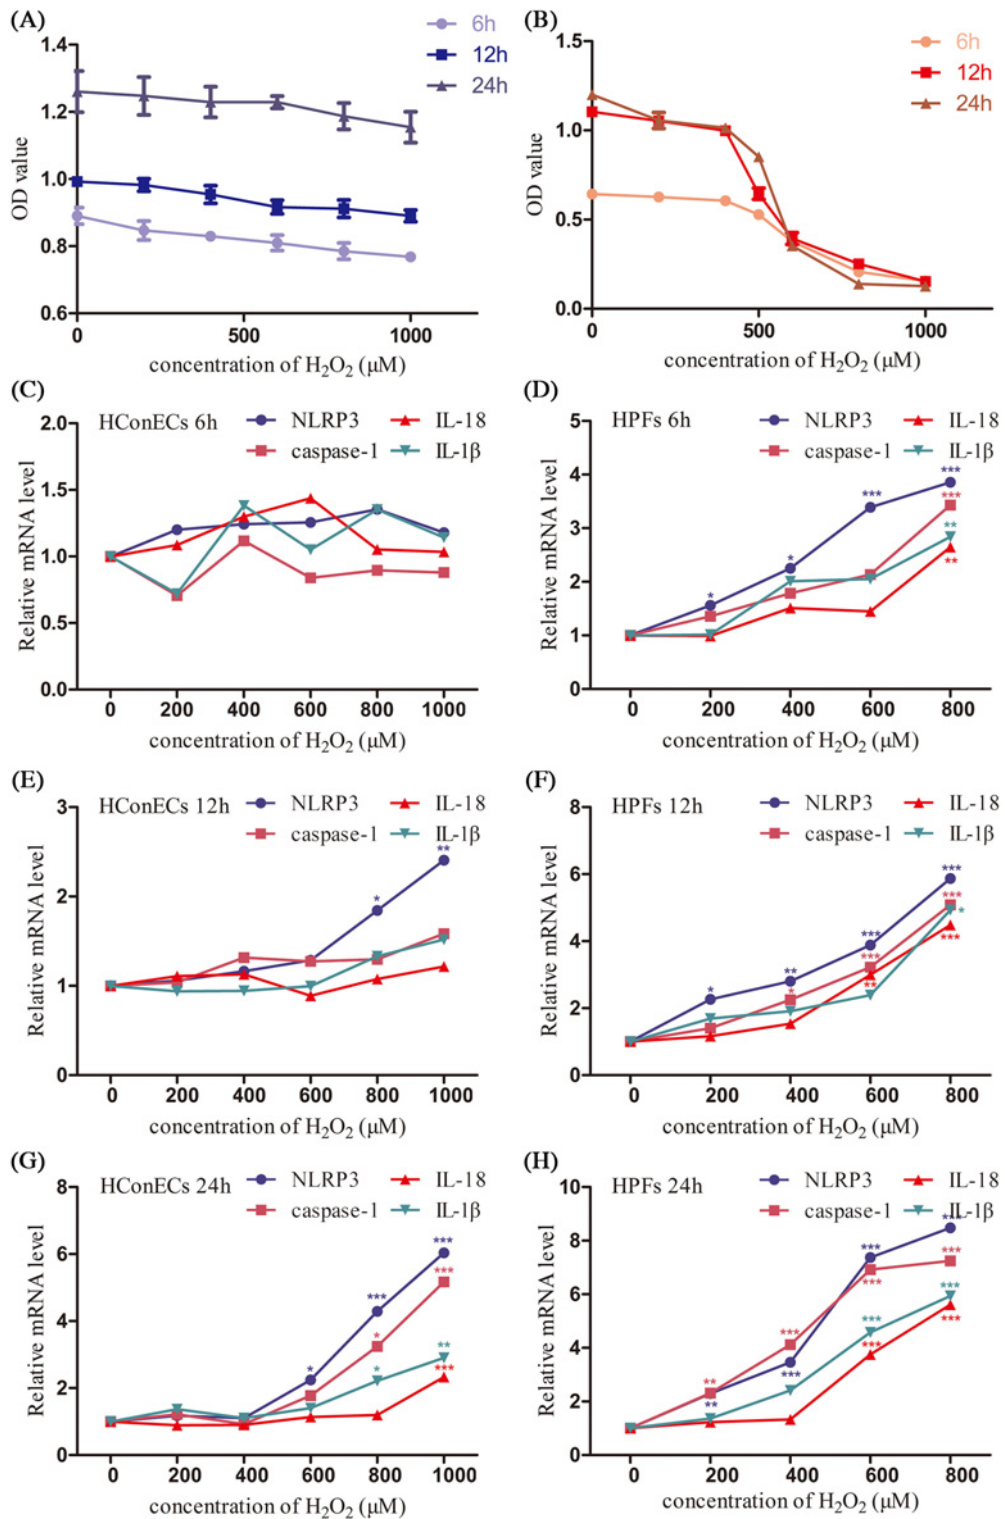 (A)
6h
12h
24h
1.4
1.2
1.0
0.8
0.6
OD value
0
500
1000
concentration of H₂O₂ (μM)
(B)
6h
12h
24h
1.5
1.0
0.5
0.0
OD value
0
500
1000
concentration of H₂O₂ (μM)
(C)
HConECs 6h
NLRP3
IL-18
caspase-1
IL-1β
2.0
1.5
1.0
0.5
0.0
Relative mRNA level
0 200 400 600 800 1000
concentration of H₂O₂ (μM)
(D)
HPFs 6h
NLRP3
IL-18
caspase-1
IL-1β
5
4
3
2
1
0
Relative mRNA level
*
*
***
***
***
**
**
0 200 400 600 800
concentration of H₂O₂ (μM)
(E)
HConECs 12h
NLRP3
IL-18
caspase-1
IL-1β
3
2
1
0
Relative mRNA level
*
**
0 200 400 600 800 1000
concentration of H₂O₂ (μM)
(F)
HPFs 12h
NLRP3
IL-18
caspase-1
IL-1β
8
6
4
2
0
Relative mRNA level
*
**
*
***
***
**
***
***
*
***
0 200 400 600 800
concentration of H₂O₂ (μM)
(G)
HConECs 24h
NLRP3
IL-18
caspase-1
IL-1β
8
6
4
2
0
Relative mRNA level
*
***
*
*
***
***
**
***
0 200 400 600 800 1000
concentration of H₂O₂ (μM)
(H)
HPFs 24h
NLRP3
IL-18
caspase-1
IL-1β
10
8
6
4
2
0
Relative mRNA level
**
**
***
***
***
***
***
***
***
***
***
***
0 200 400 600 800
concentration of H₂O₂ (μM)